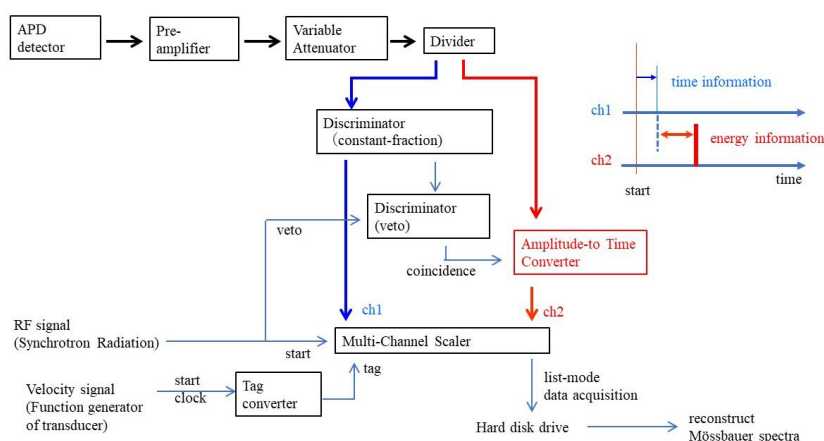 APD
detector
Pre-
amplifier
Variable
Attenuator
Divider
time information
ch1
energy information
ch2
start
time
Discriminator
(constant-fraction)
Discriminator
(veto)
veto
coincidence
Amplitude-to Time
Converter
ch1
ch2
RF signal
(Synchrotron Radiation)
start
Multi-Channel Scaler
tag
Velocity signal
(Function generator
of transducer)
start
clock
Tag
converter
list-mode
data acquisition
Hard disk drive
reconstruct
Mössbauer spectra